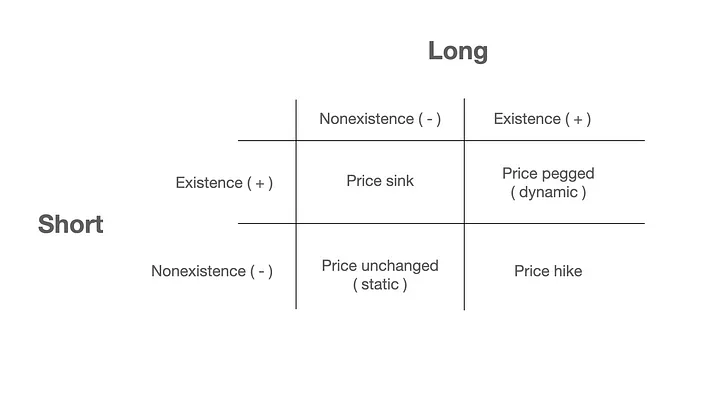 Long
Nonexistence ( - )
Existence ( + )
Existence ( + )
Price sink
Price pegged
( dynamic )
Short
Nonexistence ( - )
Price unchanged
( static )
Price hike